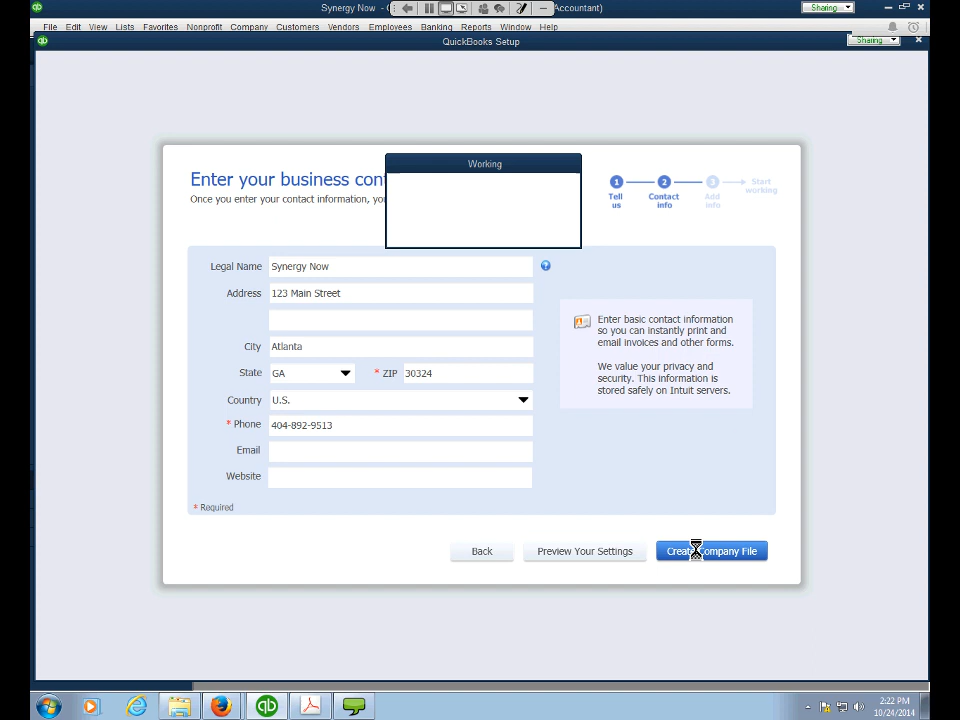 Synergy Now - Accountant)
Sharing
File Edit View Lists Favorites Nonprofit Company Customers Vendors Employees Banking Reports Window Help
QuickBooks Setup
Sharing
Working
Enter your business
Once you enter your contact information,
1 2 3
Tell us
Contact info
Add info
Start working
Legal Name Synergy Now
Address 123 Main Street
City Atlanta
State GA * ZIP 30324
Country U.S.
* Phone 404-892-9513
Email
Website
* Required
Enter basic contact information
so you can instantly print and
email invoices and other forms.
We value your privacy and
security. This information is
stored safely on Intuit servers.
Back Preview Your Settings Create Company File
qb
2:22 PM
10/24/2014